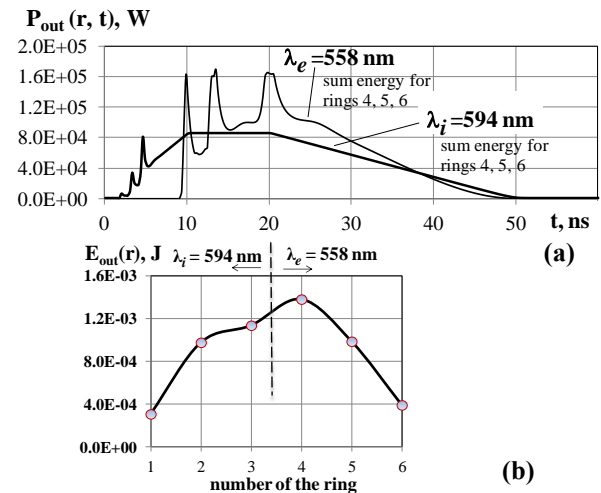 P_out (r, t), W
2.0E+05
1.6E+05
1.2E+05
8.0E+04
4.0E+04
0.0E+00
λ_e=558 nm
sum energy for
rings 4, 5, 6
λ_i=594 nm
sum energy for
rings 4, 5, 6
0 10 20 30 40 50
t, ns
(a)
E_out(r), J λ_i = 594 nm λ_e= 558 nm
1.6E-03
1.2E-03
8.0E-04
4.0E-04
0.0E+00
1 2 3 4 5 6
number of the ring
(b)